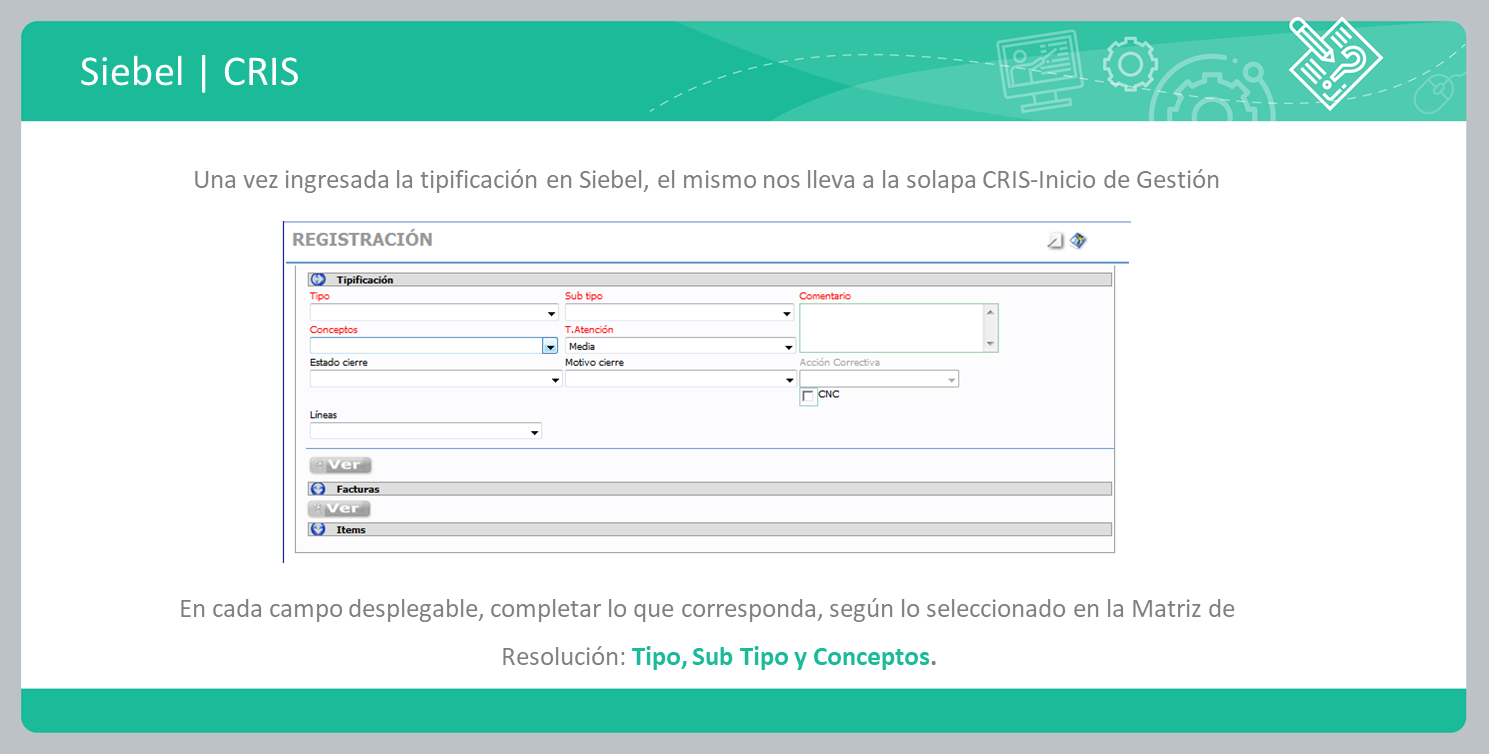 Siebel | CRIS
Una vez ingresada la tipificación en Siebel, el mismo nos lleva a la solapa CRIS-Inicio de Gestión
REGISTRACIÓN
Tipificación
Tipo Sub tipo Comentario
Conceptos T.Atención
Media
Estado cierre Motivo cierre Acción Correctiva
CNC
Líneas
Ver
Facturas
Ver
Items
En cada campo desplegable, completar lo que corresponda, según lo seleccionado en la Matriz de
Resolución: Tipo, Sub Tipo y Conceptos.